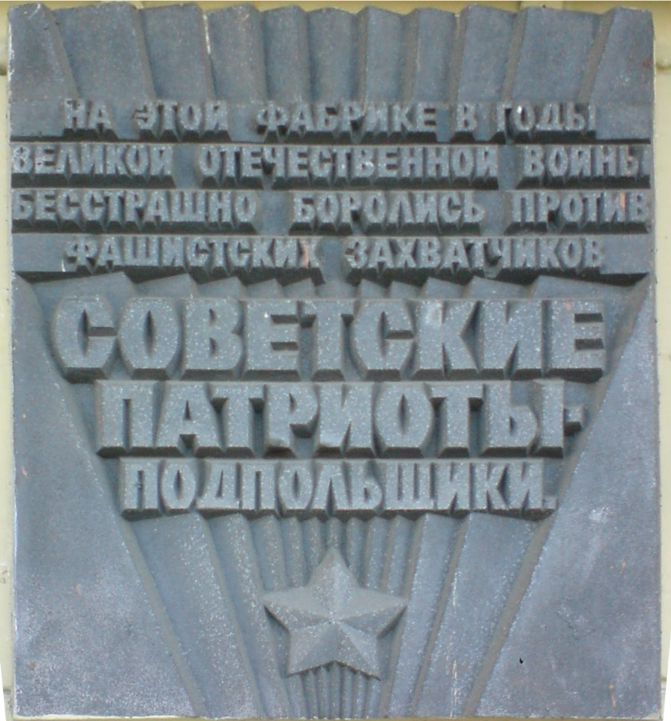 НА ЭТОЙ ФАБРИКЕ В ГОДЫ
ВЕЛИКОЙ ОТЕЧЕСТВЕННОЙ ВОЙНЫ
БЕССТРАШНО БОРОЛИСЬ ПРОТИВ
ФАШИСТСКИХ ЗАХВАТЧИКОВ
СОВЕТСКИЕ
ПАТРИОТЫ-
ПОДПОЛЬЩИКИ.